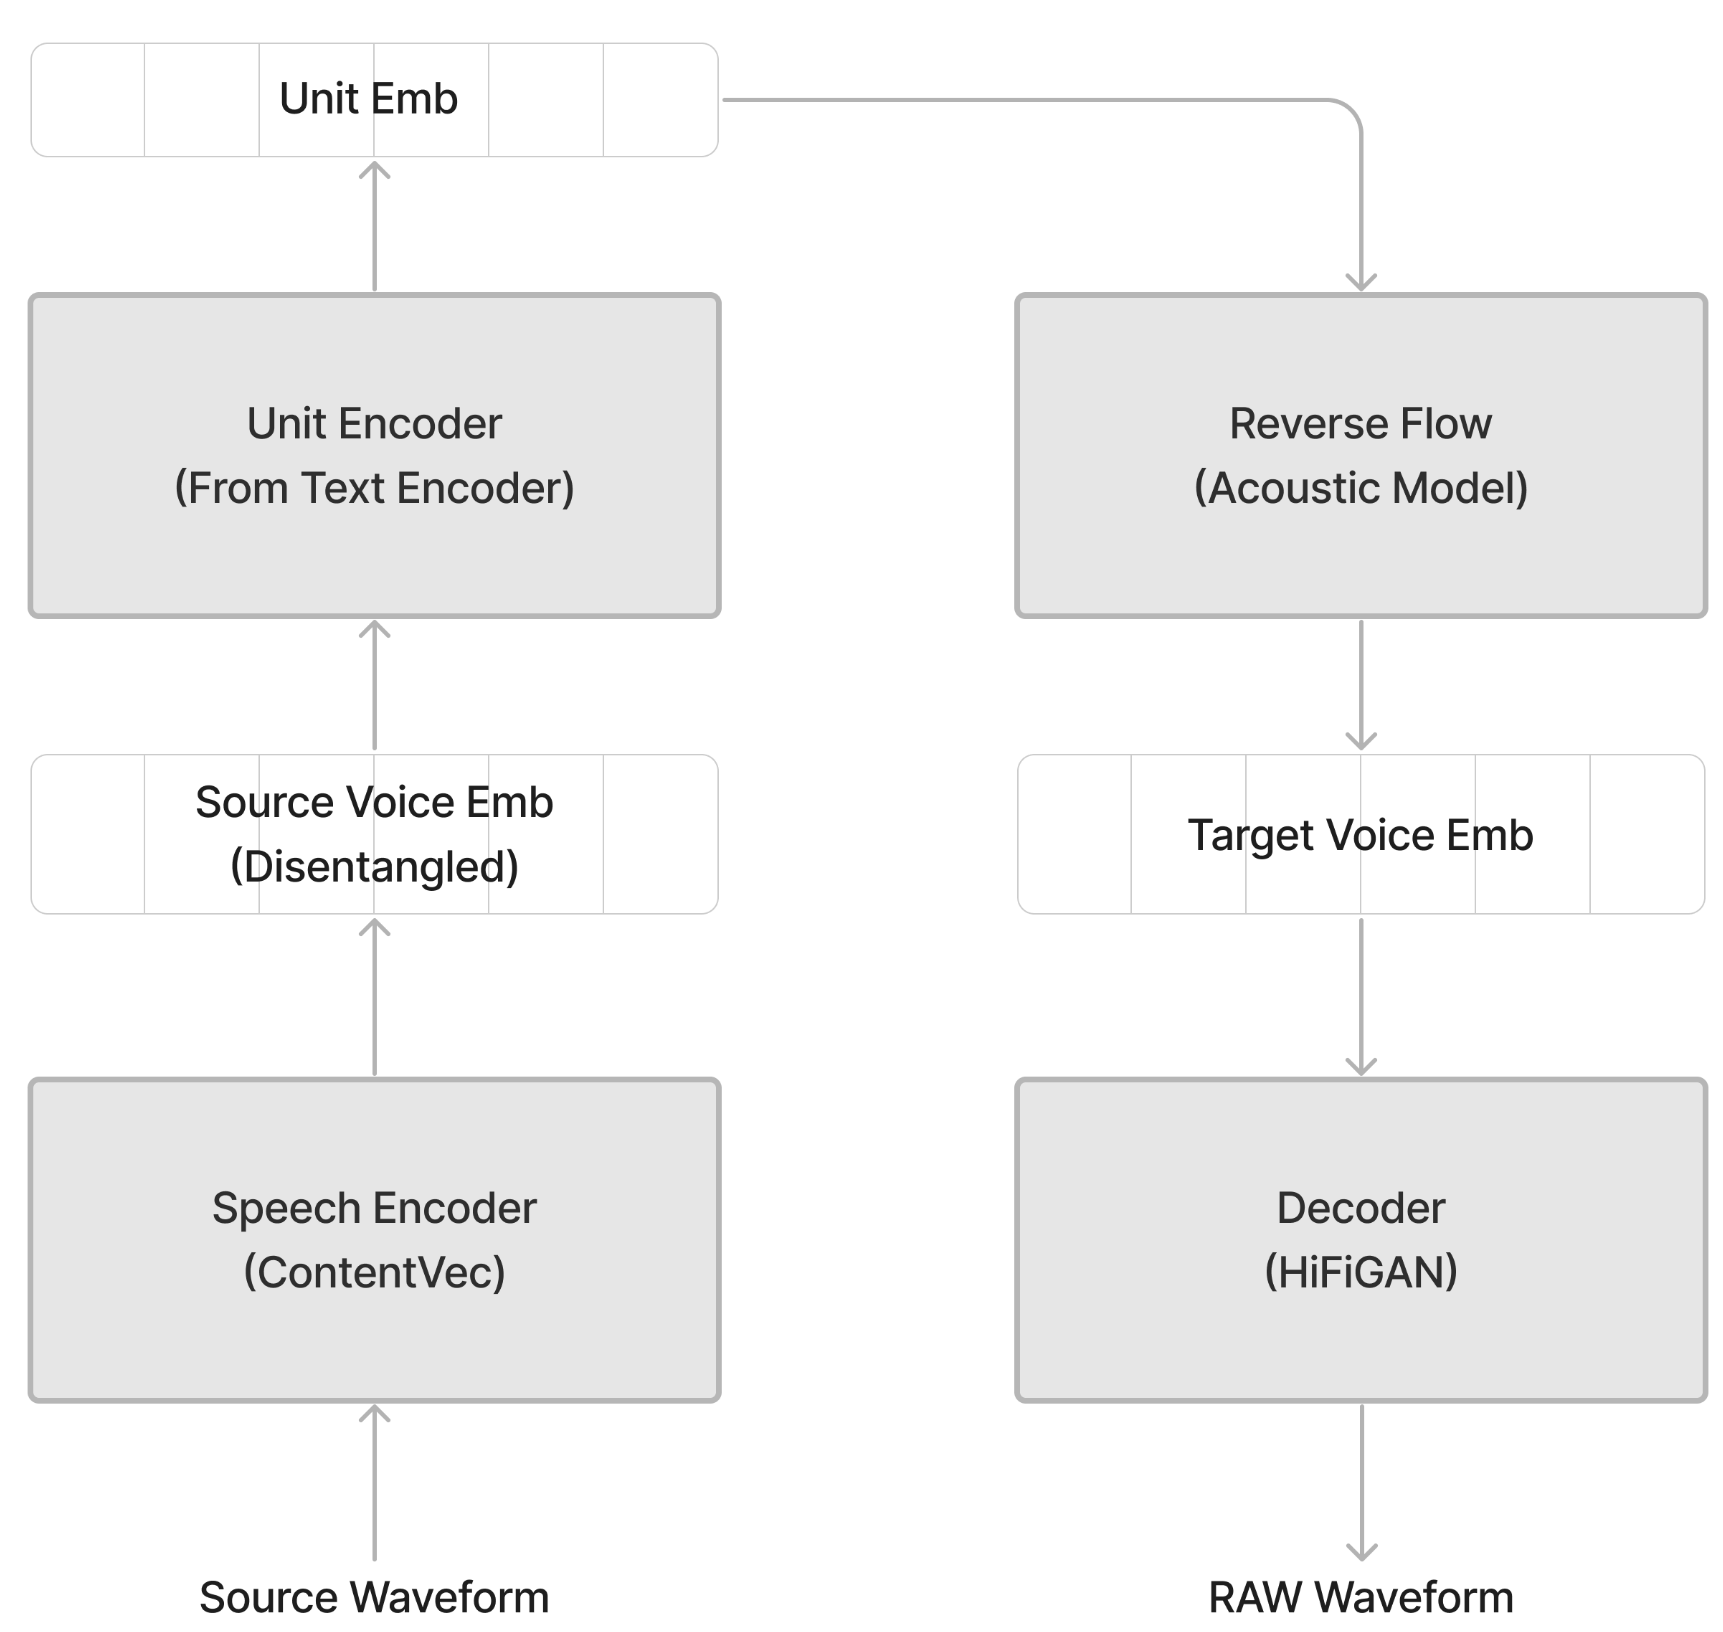 Unit Emb
Unit Encoder
(From Text Encoder)
Source Voice Emb
(Disentangled)
Speech Encoder
(ContentVec)
Source Waveform
Reverse Flow
(Acoustic Model)
Target Voice Emb
Decoder
(HiFiGAN)
RAW Waveform